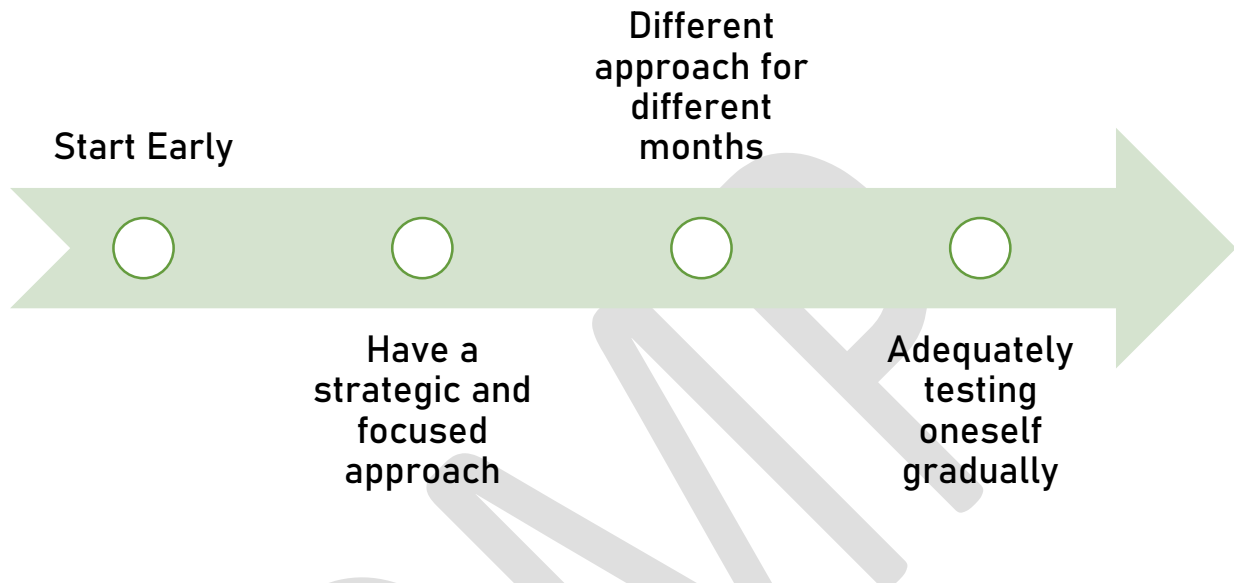 Start Early
Have a
strategic and
focused
approach
Different
approach for
different
months
Adequately
testing
oneself
gradually